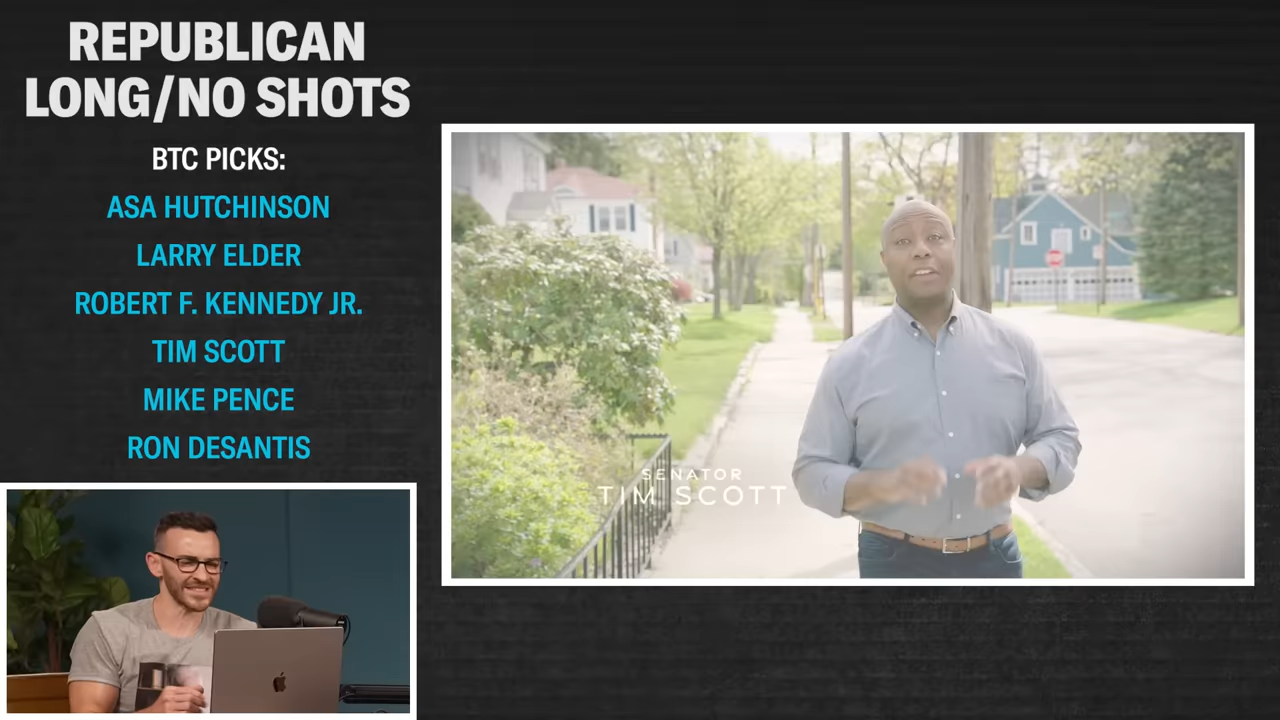 REPUBLICAN
LONG/NO SHOTS
BTC PICKS:
ASA HUTCHINSON
LARRY ELDER
ROBERT F. KENNEDY JR.
TIM SCOTT
MIKE PENCE
RON DESANTIS
SENATOR
TIM SCOTT